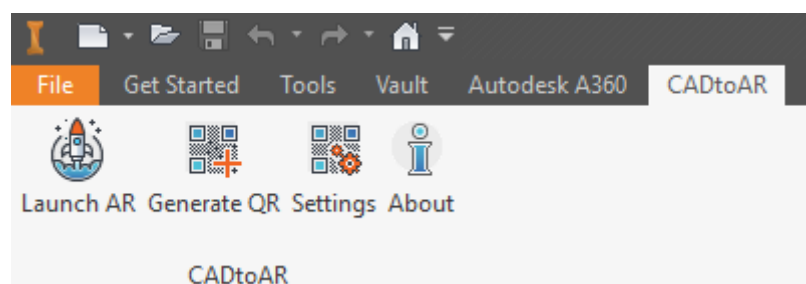 File Get Started Tools Vault Autodesk A360 CADtoAR
Launch AR Generate QR Settings About
CADtoAR